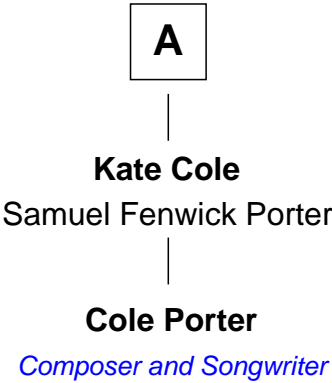 A
Kate Cole
Samuel Fenwick Porter
Cole Porter
Composer and Songwriter